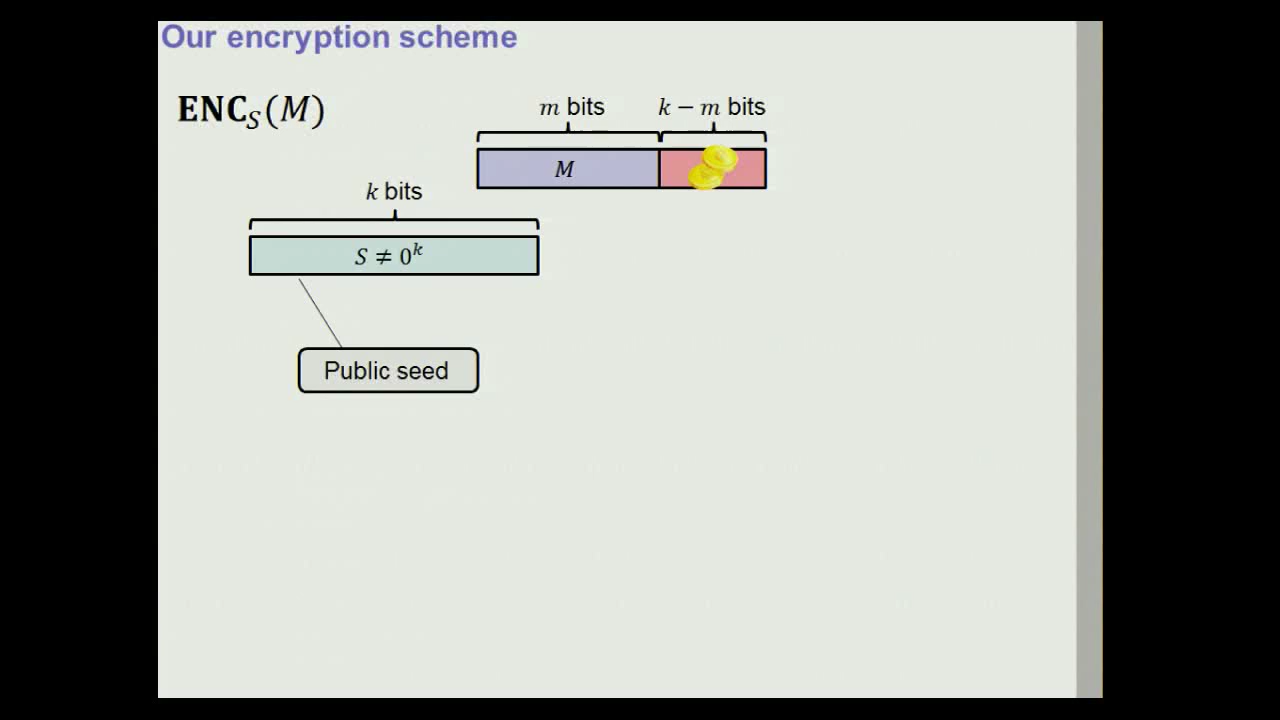 Our encryption scheme
ENC_S(M)
m bits
k − m bits
M
k bits
S ≠ 0^k
Public seed